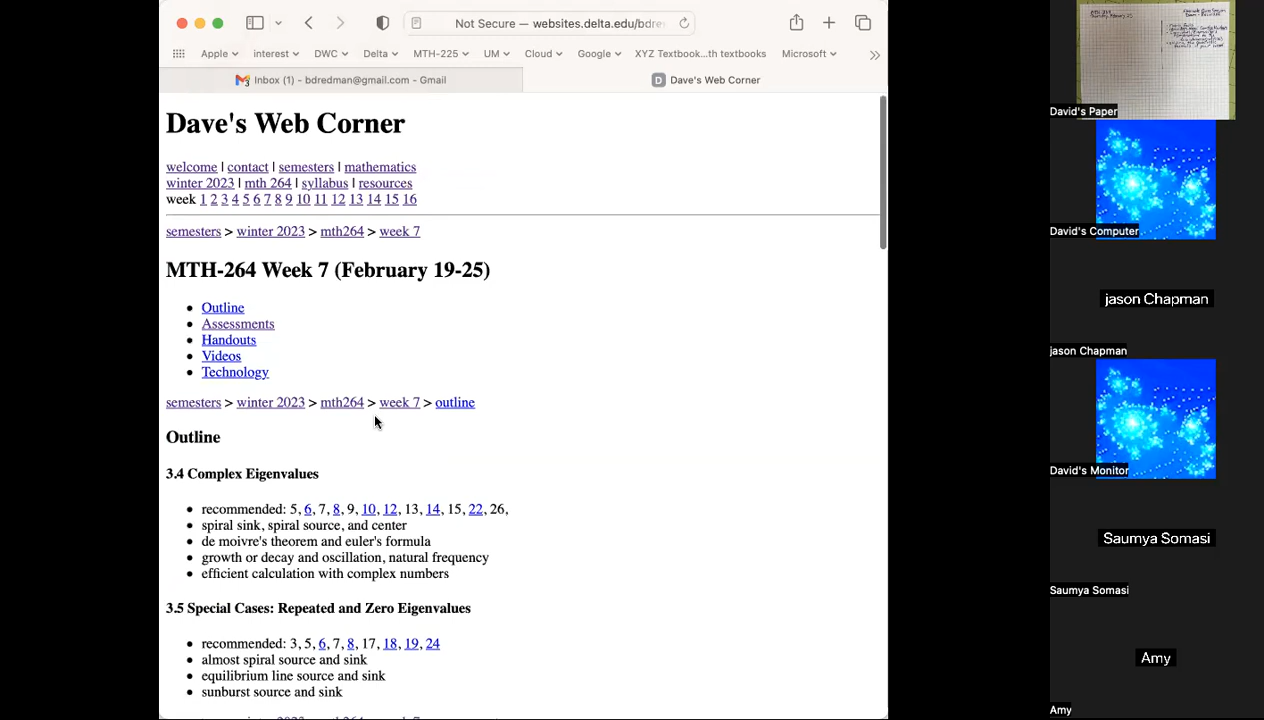 Not Secure — websites.delta.edu/bdre
Apple interest DWC Delta MTH-225 UM Cloud Google XYZ Textbook...th textbooks Microsoft
Inbox (1) - bdredman@gmail.com - Gmail
D Dave's Web Corner
Dave's Web Corner
welcome | contact | semesters | mathematics
winter 2023 | mth 264 | syllabus | resources
week 1 2 3 4 5 6 7 8 9 10 11 12 13 14 15 16
semesters > winter 2023 > mth264 > week 7
MTH-264 Week 7 (February 19-25)
• Outline
• Assessments
• Handouts
• Videos
• Technology
semesters > winter 2023 > mth264 > week 7 > outline
Outline
3.4 Complex Eigenvalues
• recommended: 5, 6, 7, 8, 9, 10, 12, 13, 14, 15, 22, 26,
• spiral sink, spiral source, and center
• de moivre's theorem and euler's formula
• growth or decay and oscillation, natural frequency
• efficient calculation with complex numbers
3.5 Special Cases: Repeated and Zero Eigenvalues
• recommended: 3, 5, 6, 7, 8, 17, 18, 19, 24
• almost spiral source and sink
• equilibrium line source and sink
• sunburst source and sink
David's Paper
David's Computer
jason Chapman
jason Chapman
David's Monitor
Saumya Somasi
Saumya Somasi
Amy
Amy